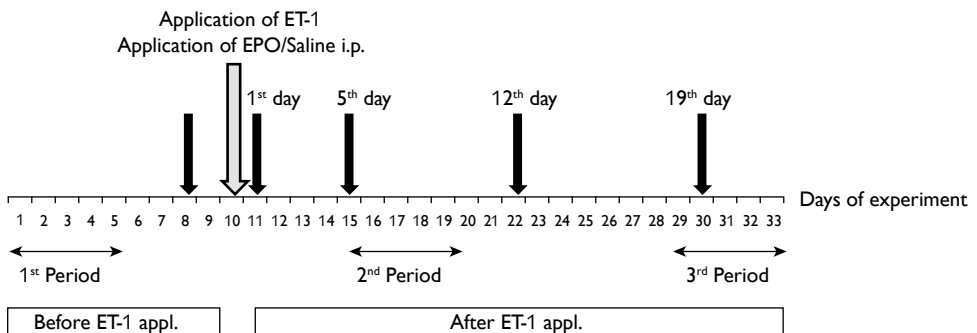 Application of ET-1
Application of EPO/Saline i.p.
1st day 5th day 12th day 19th day
Days of experiment
1 2 3 4 5 6 7 8 9 10 11 12 13 14 15 16 17 18 19 20 21 22 23 24 25 26 27 28 29 30 31 32 33
1st Period 2nd Period 3rd Period
Before ET-1 appl. After ET-1 appl.